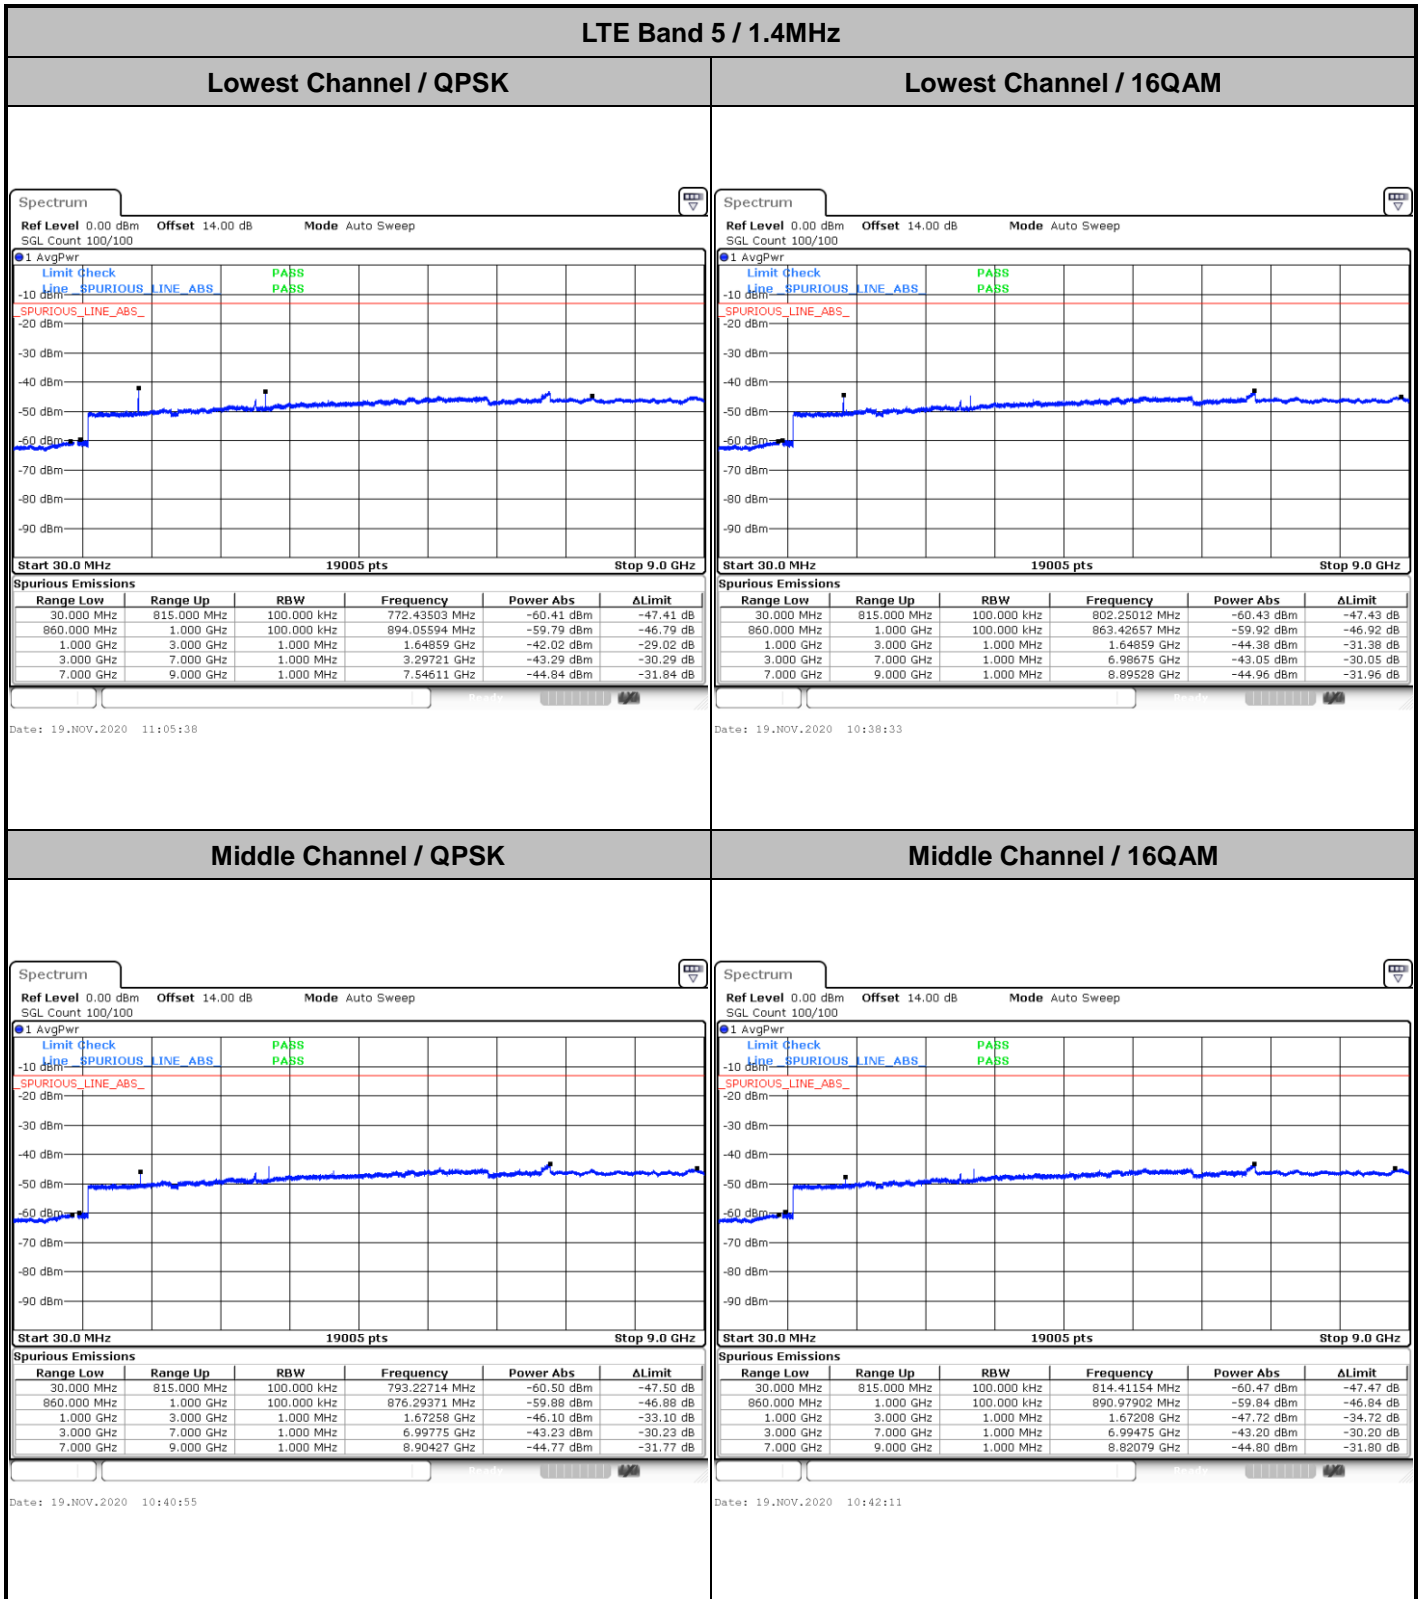 LTE Band 5 / 1.4MHz
Lowest Channel / QPSK
Lowest Channel / 16QAM
Spectrum
Ref Level 0.00 dBm Offset 14.00 dB Mode Auto Sweep
SGL Count 100/100
1 AvgPwr
Limit Check PASS
Line _SPURIOUS_LINE_ABS_ PASS
-10 dBm
_SPURIOUS_LINE_ABS_
-20 dBm
-30 dBm
-40 dBm
-50 dBm
-60 dBm
-70 dBm
-80 dBm
-90 dBm
Start 30.0 MHz 19005 pts Stop 9.0 GHz
Spurious Emissions
Range Low Range Up RBW Frequency Power Abs ΔLimit
30.000 MHz 815.000 MHz 100.000 kHz 772.43503 MHz -60.41 dBm -47.41 dB
860.000 MHz 1.000 GHz 100.000 kHz 894.05594 MHz -59.79 dBm -46.79 dB
1.000 GHz 3.000 GHz 1.000 MHz 1.64859 GHz -42.02 dBm -29.02 dB
3.000 GHz 7.000 GHz 1.000 MHz 3.29721 GHz -43.29 dBm -30.29 dB
7.000 GHz 9.000 GHz 1.000 MHz 7.54611 GHz -44.84 dBm -31.84 dB
Date: 19.NOV.2020 11:05:38
Spectrum
Ref Level 0.00 dBm Offset 14.00 dB Mode Auto Sweep
SGL Count 100/100
1 AvgPwr
Limit Check PASS
Line _SPURIOUS_LINE_ABS_ PASS
-10 dBm
_SPURIOUS_LINE_ABS_
-20 dBm
-30 dBm
-40 dBm
-50 dBm
-60 dBm
-70 dBm
-80 dBm
-90 dBm
Start 30.0 MHz 19005 pts Stop 9.0 GHz
Spurious Emissions
Range Low Range Up RBW Frequency Power Abs ΔLimit
30.000 MHz 815.000 MHz 100.000 kHz 802.25012 MHz -60.43 dBm -47.43 dB
860.000 MHz 1.000 GHz 100.000 kHz 863.42657 MHz -59.92 dBm -46.92 dB
1.000 GHz 3.000 GHz 1.000 MHz 1.64859 GHz -44.38 dBm -31.38 dB
3.000 GHz 7.000 GHz 1.000 MHz 6.98675 GHz -43.05 dBm -30.05 dB
7.000 GHz 9.000 GHz 1.000 MHz 8.89528 GHz -44.96 dBm -31.96 dB
Ready
Date: 19.NOV.2020 10:38:33
Middle Channel / QPSK
Middle Channel / 16QAM
Spectrum
Ref Level 0.00 dBm Offset 14.00 dB Mode Auto Sweep
SGL Count 100/100
1 AvgPwr
Limit Check PASS
Line _SPURIOUS_LINE_ABS_ PASS
-10 dBm
_SPURIOUS_LINE_ABS_
-20 dBm
-30 dBm
-40 dBm
-50 dBm
-60 dBm
-70 dBm
-80 dBm
-90 dBm
Start 30.0 MHz 19005 pts Stop 9.0 GHz
Spurious Emissions
Range Low Range Up RBW Frequency Power Abs ΔLimit
30.000 MHz 815.000 MHz 100.000 kHz 793.22714 MHz -60.50 dBm -47.50 dB
860.000 MHz 1.000 GHz 100.000 kHz 876.29371 MHz -59.88 dBm -46.88 dB
1.000 GHz 3.000 GHz 1.000 MHz 1.67258 GHz -46.10 dBm -33.10 dB
3.000 GHz 7.000 GHz 1.000 MHz 6.99775 GHz -43.23 dBm -30.23 dB
7.000 GHz 9.000 GHz 1.000 MHz 8.90427 GHz -44.77 dBm -31.77 dB
Ready
Date: 19.NOV.2020 10:40:55
Spectrum
Ref Level 0.00 dBm Offset 14.00 dB Mode Auto Sweep
SGL Count 100/100
1 AvgPwr
Limit Check PASS
Line _SPURIOUS_LINE_ABS_ PASS
-10 dBm
_SPURIOUS_LINE_ABS_
-20 dBm
-30 dBm
-40 dBm
-50 dBm
-60 dBm
-70 dBm
-80 dBm
-90 dBm
Start 30.0 MHz 19005 pts Stop 9.0 GHz
Spurious Emissions
Range Low Range Up RBW Frequency Power Abs ΔLimit
30.000 MHz 815.000 MHz 100.000 kHz 814.41154 MHz -60.47 dBm -47.47 dB
860.000 MHz 1.000 GHz 100.000 kHz 890.97902 MHz -59.84 dBm -46.84 dB
1.000 GHz 3.000 GHz 1.000 MHz 1.67208 GHz -47.72 dBm -34.72 dB
3.000 GHz 7.000 GHz 1.000 MHz 6.99475 GHz -43.20 dBm -30.20 dB
7.000 GHz 9.000 GHz 1.000 MHz 8.82079 GHz -44.80 dBm -31.80 dB
Date: 19.NOV.2020 10:42:11